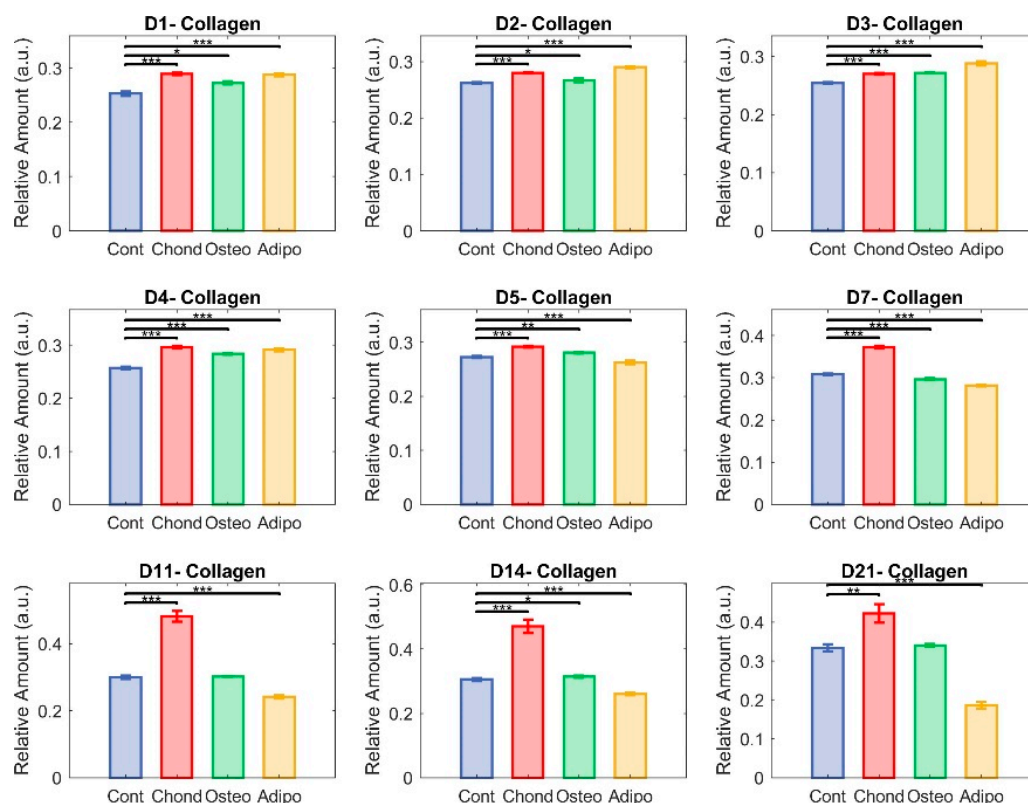 D1- Collagen
D2- Collagen
D3- Collagen
Relative Amount (a.u.)
0.3
0.2
0.1
0
***
*
***
Cont Chond Osteo Adipo
Relative Amount (a.u.)
0.3
0.2
0.1
0
***
*
***
Cont Chond Osteo Adipo
Relative Amount (a.u.)
0.3
0.2
0.1
0
***
***
***
Cont Chond Osteo Adipo
D4- Collagen
D5- Collagen
D7- Collagen
Relative Amount (a.u.)
0.3
0.2
0.1
0
***
***
***
Cont Chond Osteo Adipo
Relative Amount (a.u.)
0.3
0.2
0.1
0
***
**
***
Cont Chond Osteo Adipo
Relative Amount (a.u.)
0.4
0.3
0.2
0.1
0
***
***
***
Cont Chond Osteo Adipo
D11- Collagen
D14- Collagen
D21- Collagen
Relative Amount (a.u.)
0.4
0.2
0
***
***
Cont Chond Osteo Adipo
Relative Amount (a.u.)
0.6
0.4
0.2
0
***
*
***
Cont Chond Osteo Adipo
Relative Amount (a.u.)
0.4
0.3
0.2
0.1
0
***
**
Cont Chond Osteo Adipo